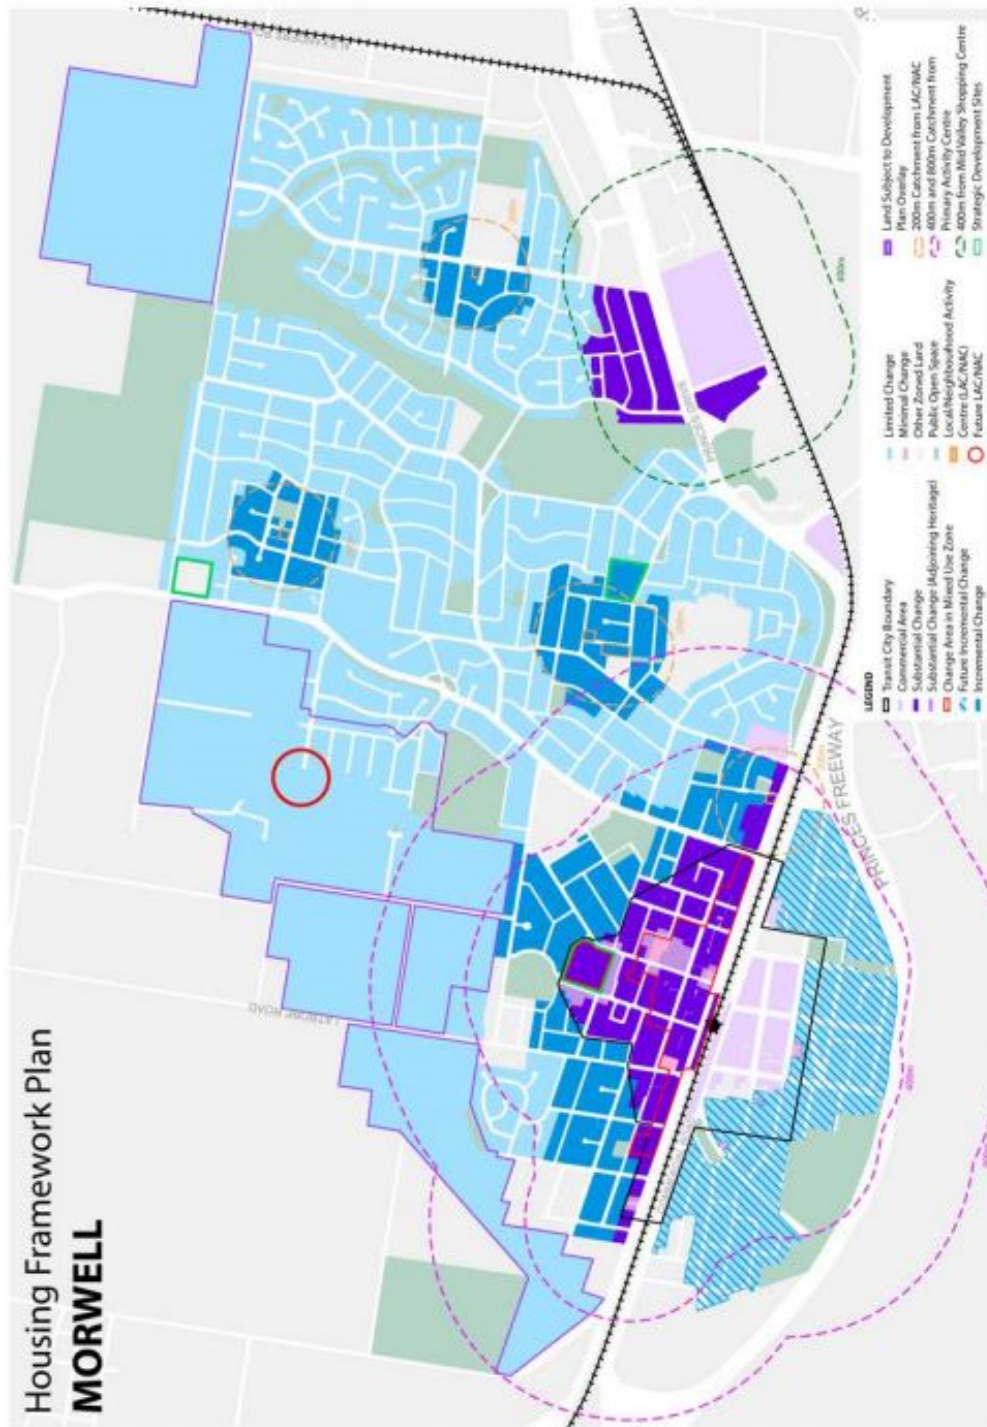 Housing Framework Plan
MORWELL
LATROBE ROAD
PRINCES DRIVE
PRINCES FREEWAY
400m
400m
LEGEND
Transit City Boundary
Commercial Area
Substantial Change
Substantial Change (Adjoining Heritage)
Change Area in Mixed Use Zone
Future Incremental Change
Incremental Change
Limited Change
Minimal Change
Other Zoned Land
Public Open Space
Local/Neighbourhood Activity
Centre (LAC/NAC)
Future LAC/NAC
Land Subject to Development
Plan Overlay
200m Catchment from LAC/NAC
400m and 800m Catchment from
Primary Activity Centre
400m from Mid Valley Shopping Centre
Strategic Development Sites